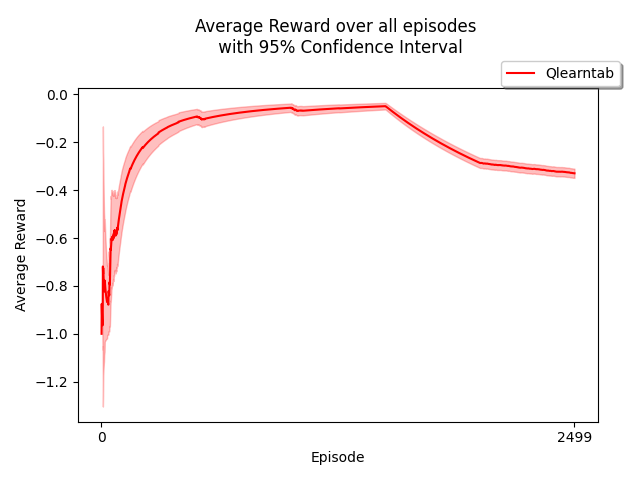 Average Reward over all episodes
with 95% Confidence Interval
Qlearntab
0.0
−0.2
−0.4
−0.6
−0.8
−1.0
−1.2
Average Reward
0
2499
Episode